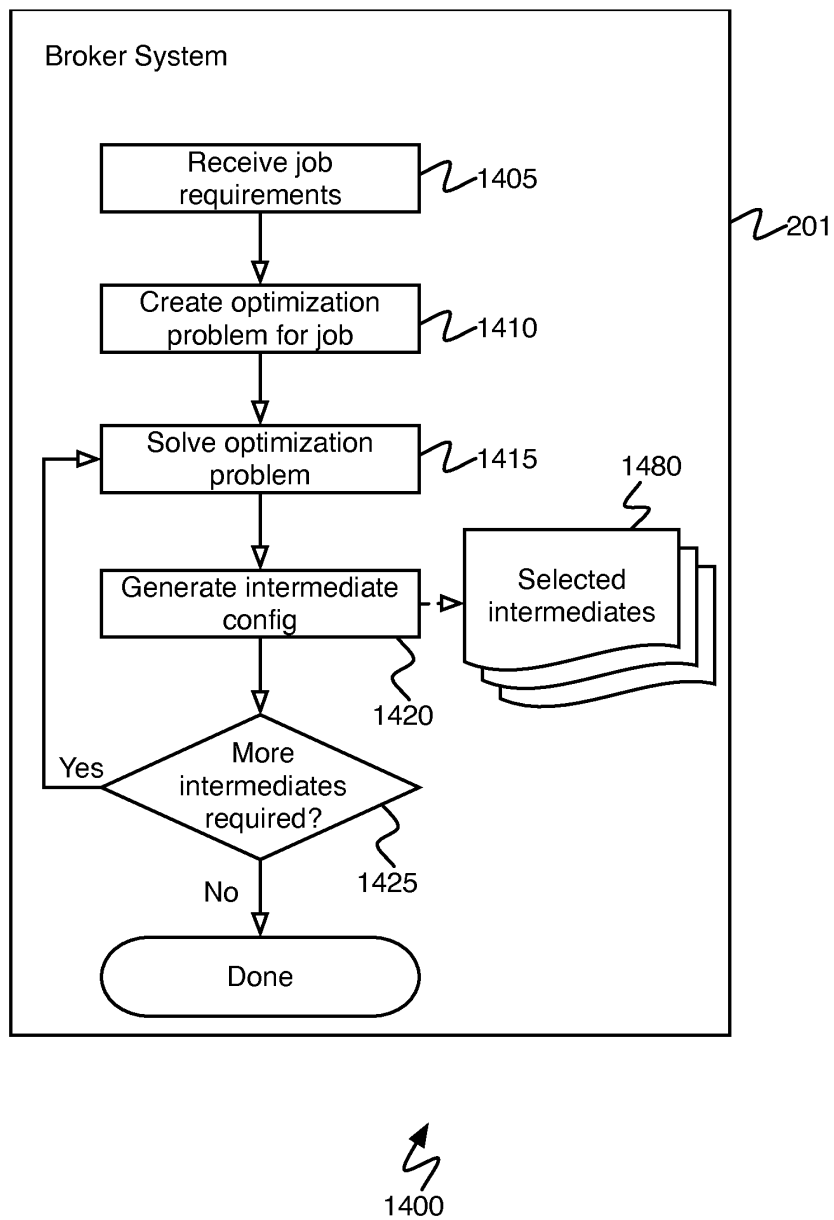 Broker System
Receive job
requirements
1405
201
Create optimization
problem for job
1410
Solve optimization
problem
1415
1480
Generate intermediate
config
Selected
intermediates
1420
More
intermediates
required?
Yes
1425
No
Done
1400